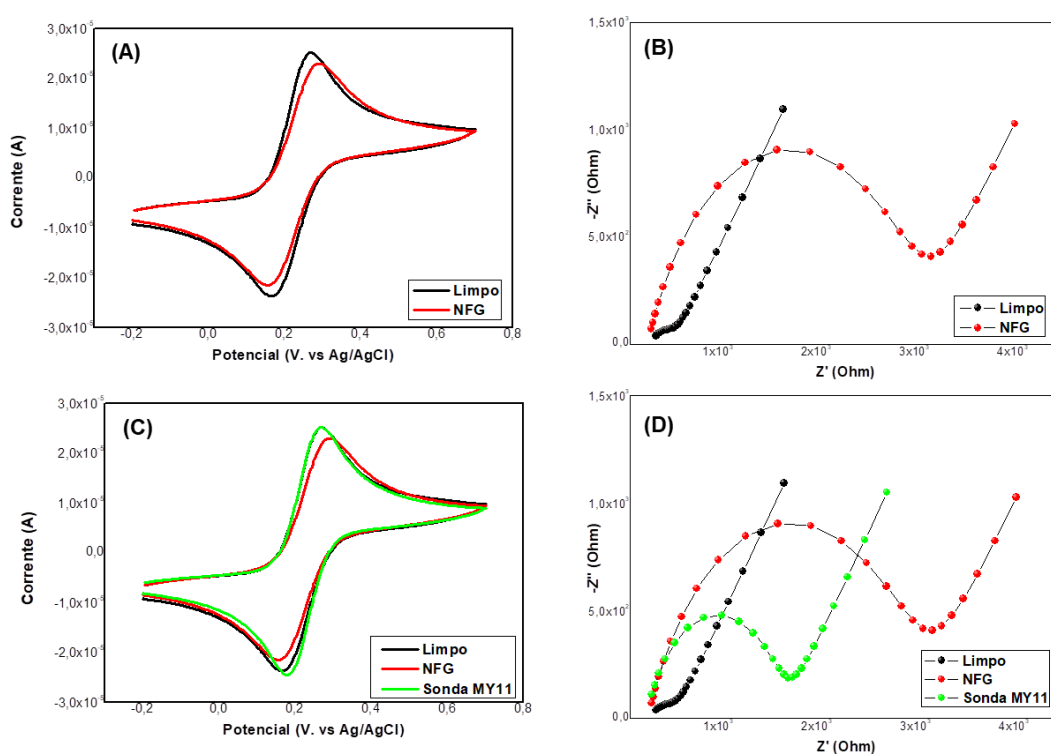 (A)
Corrente (A)
3,0x10⁻⁵
2,0x10⁻⁵
1,0x10⁻⁵
0,0
-1,0x10⁻⁵
-2,0x10⁻⁵
-3,0x10⁻⁵
-0,2 0,0 0,2 0,4 0,6 0,8
Potencial (V. vs Ag/AgCl)
Limpo
NFG
(B)
-Z'' (Ohm)
1,5x10³
1,0x10³
5,0x10²
0,0
1x10³ 2x10³ 3x10³ 4x10³
Z' (Ohm)
Limpo
NFG
(C)
Corrente (A)
3,0x10⁻⁵
2,0x10⁻⁵
1,0x10⁻⁵
0,0
-1,0x10⁻⁵
-2,0x10⁻⁵
-3,0x10⁻⁵
-0,2 0,0 0,2 0,4 0,6 0,8
Potencial (V. vs Ag/AgCl)
Limpo
NFG
Sonda MY11
(D)
-Z'' (Ohm)
1,5x10³
1,0x10³
5,0x10²
0,0
1x10³ 2x10³ 3x10³ 4x10³
Z' (Ohm)
Limpo
NFG
Sonda MY11